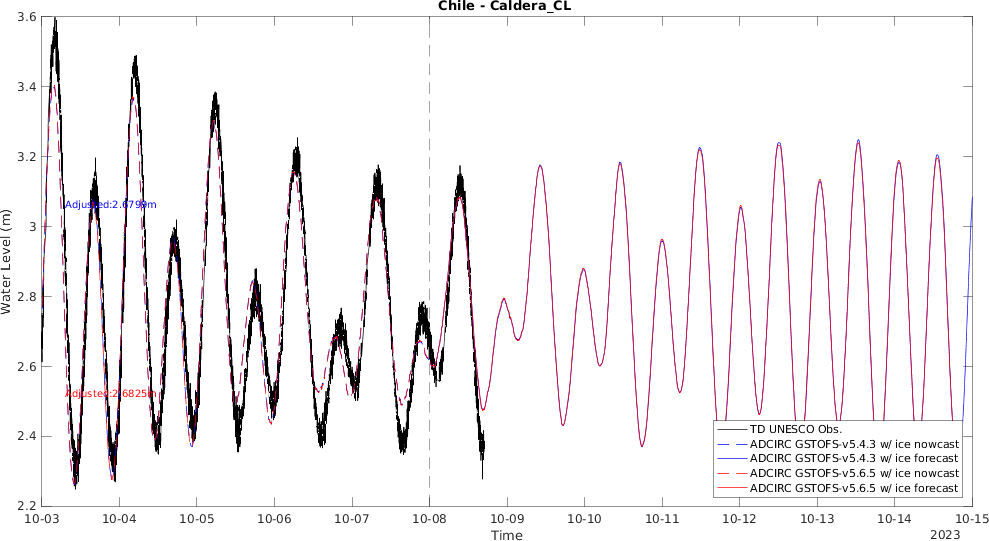 Chile - Caldera_CL
3.6
3.4
3.2
3
2.8
2.6
2.4
2.2
Water Level (m)
Adjusted:2.6799m
Adjusted:2.6825m
TD UNESCO Obs.
ADCIRC GSTOFS-v5.4.3 w/ ice nowcast
ADCIRC GSTOFS-v5.4.3 w/ ice forecast
ADCIRC GSTOFS-v5.6.5 w/ ice nowcast
ADCIRC GSTOFS-v5.6.5 w/ ice forecast
10-03 10-04 10-05 10-06 10-07 10-08 10-09 10-10 10-11 10-12 10-13 10-14 10-15
Time
2023